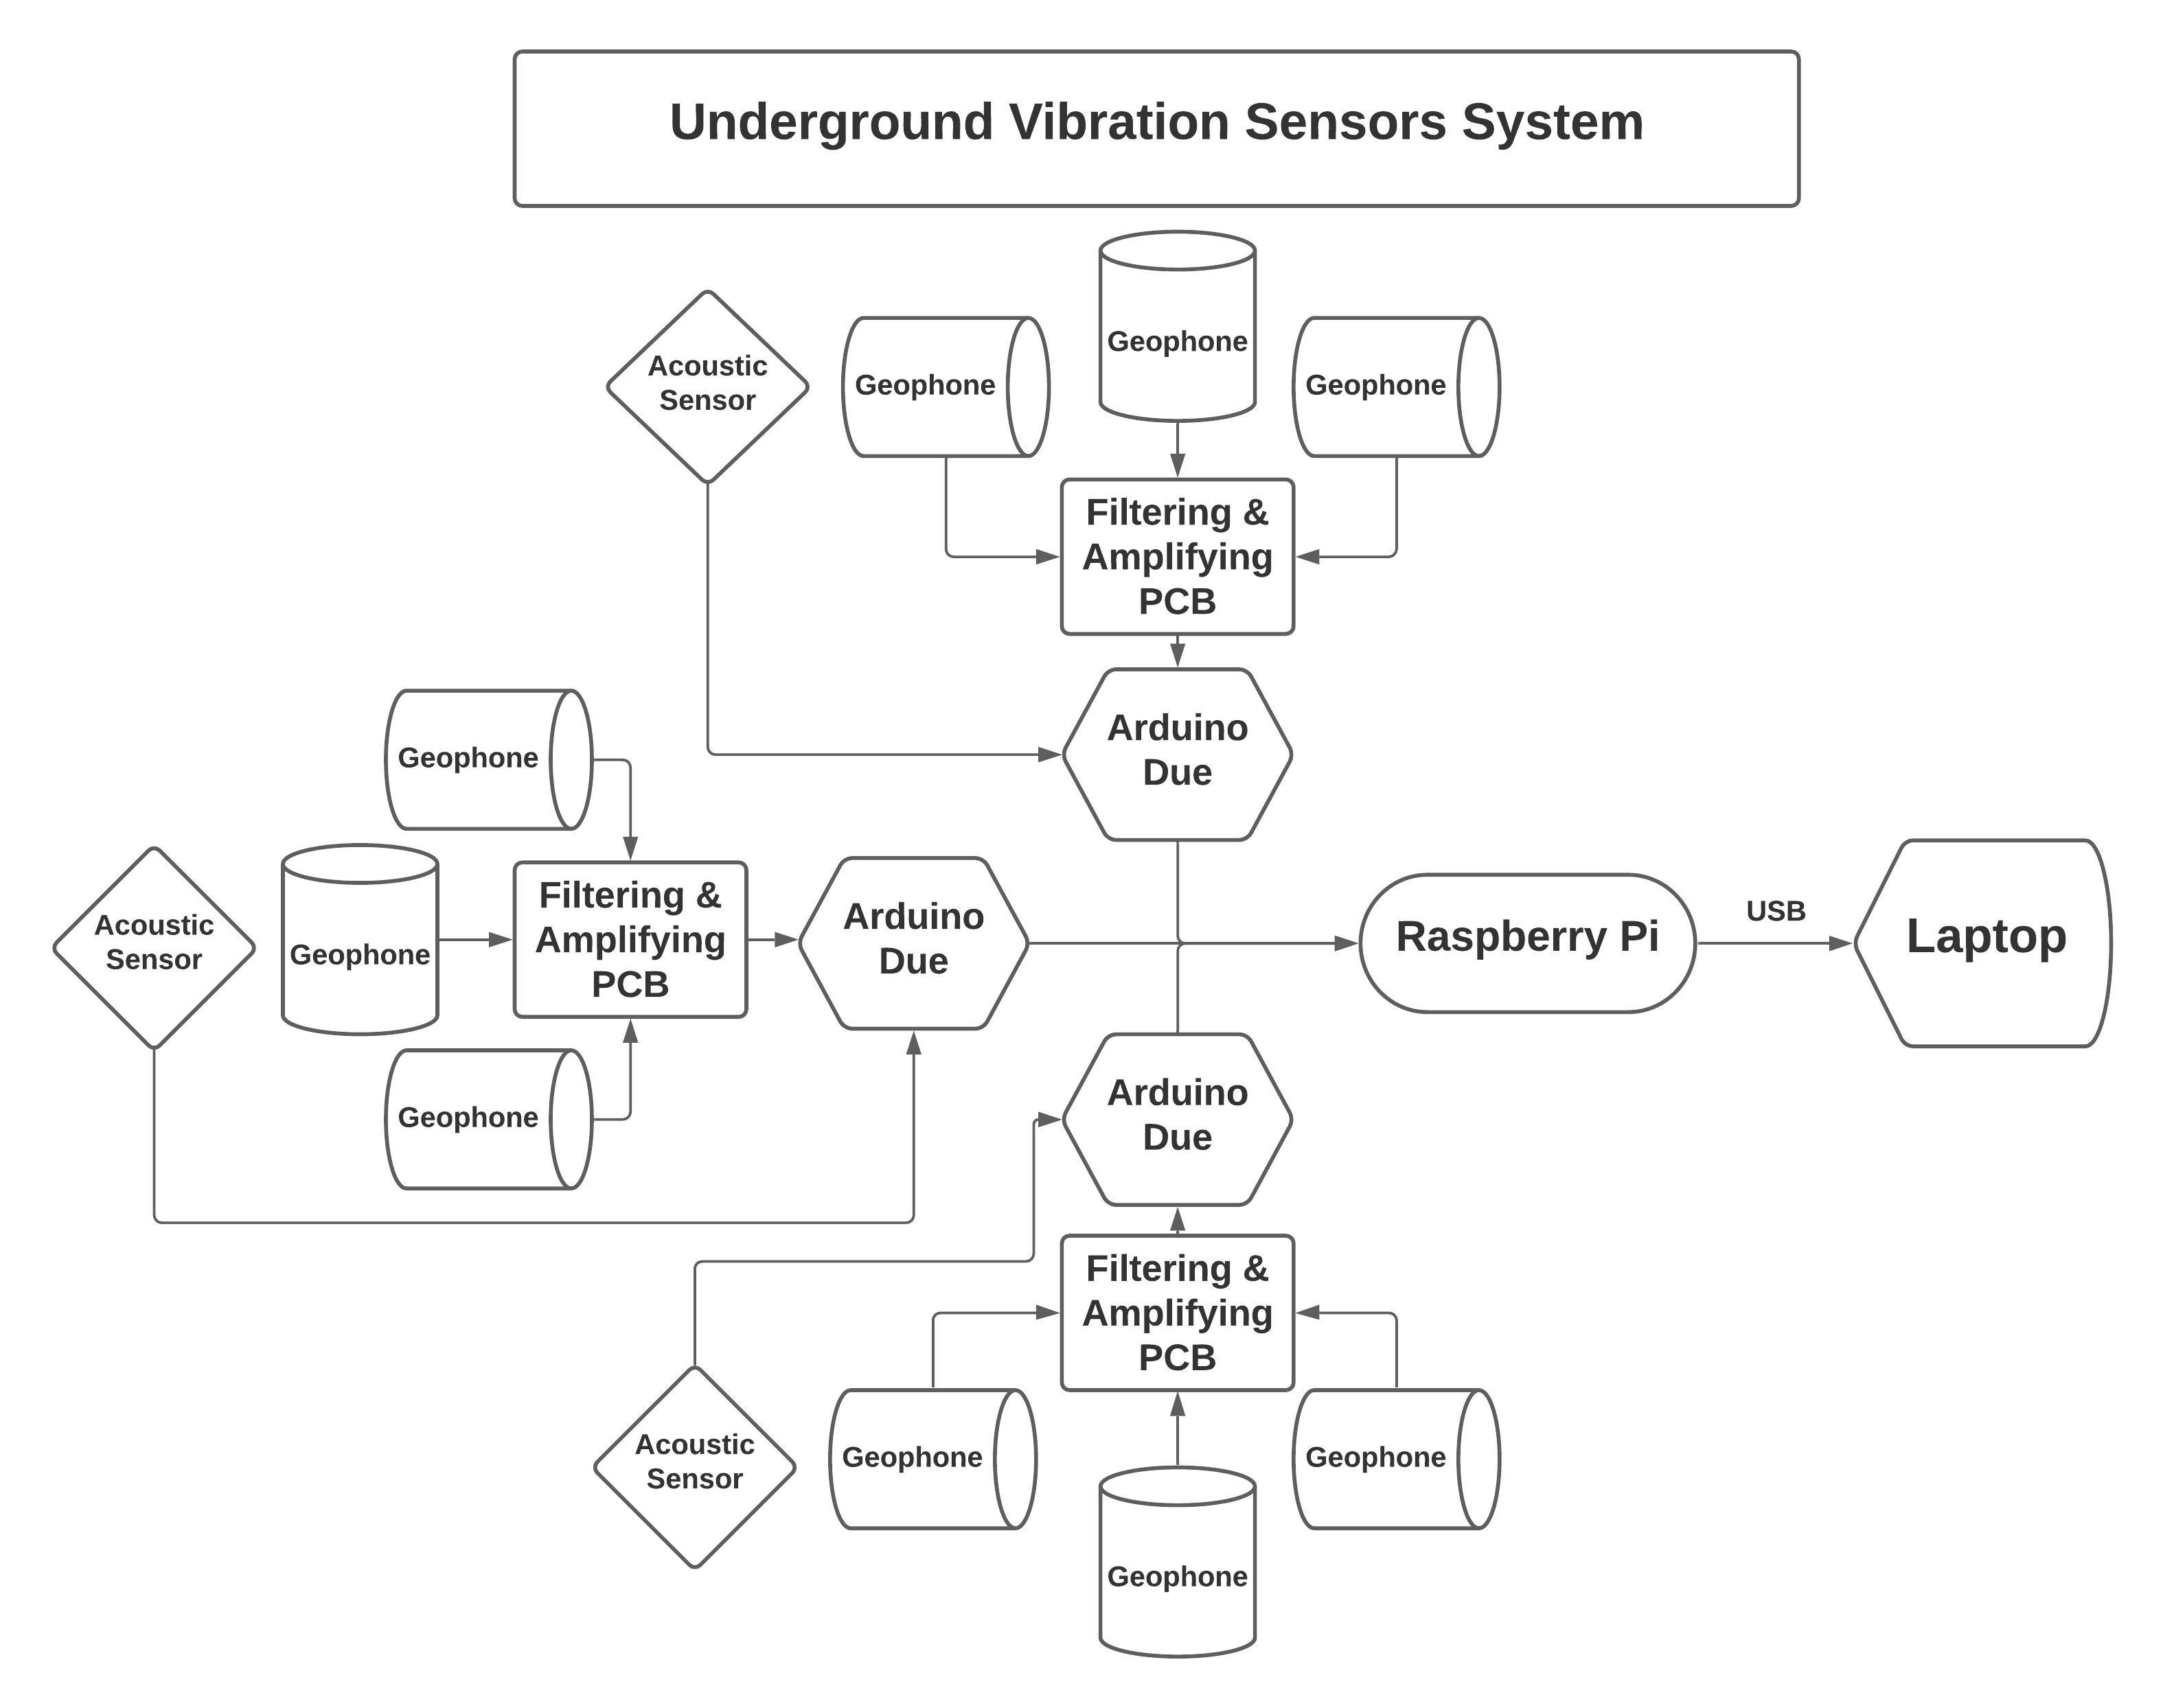 Underground Vibration Sensors System
Geophone
Acoustic
Sensor
Geophone
Geophone
Filtering &
Amplifying
PCB
Arduino
Due
Geophone
Acoustic
Sensor
Geophone
Filtering &
Amplifying
PCB
Arduino
Due
Raspberry Pi
USB
Laptop
Geophone
Arduino
Due
Filtering &
Amplifying
PCB
Acoustic
Sensor
Geophone
Geophone
Geophone